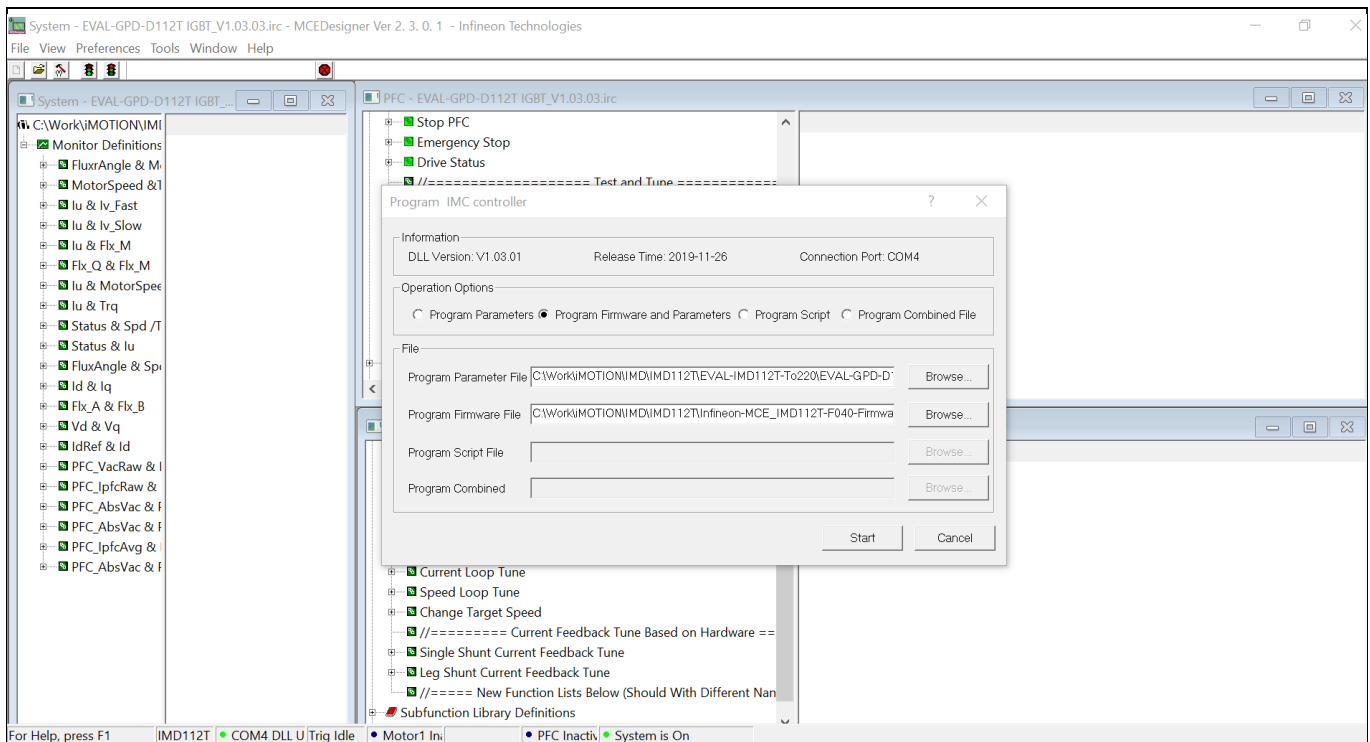 System - EVAL-GPD-D112T IGBT_V1.03.03.irc - MCEDesigner Ver 2. 3. 0. 1 - Infineon Technologies
File View Preferences Tools Window Help
System - EVAL-GPD-D112T IGBT_...
C:\Work\iMOTION\IMD
Monitor Definitions
FluxrAngle & Mo
MotorSpeed &T
Iu & Iv_Fast
Iu & Iv_Slow
Iu & Flx_M
Flx_Q & Flx_M
Iu & MotorSpee
Iu & Trq
Status & Spd /T
Status & Iu
FluxAngle & Spe
Id & Iq
Flx_A & Flx_B
Vd & Vq
IdRef & Id
PFC_VacRaw & I
PFC_IpfcRaw &
PFC_AbsVac & P
PFC_AbsVac & F
PFC_IpfcAvg &
PFC_AbsVac & F
PFC - EVAL-GPD-D112T IGBT_V1.03.03.irc
Stop PFC
Emergency Stop
Drive Status
//=================== Test and Tune ============
Program IMC controller
Information
DLL Version: V1.03.01 Release Time: 2019-11-26 Connection Port: COM4
Operation Options
Program Parameters Program Firmware and Parameters Program Script Program Combined File
File
Program Parameter File C:\Work\iMOTION\IMD\IMD112T\EVAL-IMD112T-To220\EVAL-GPD-D1 Browse...
Program Firmware File C:\Work\iMOTION\IMD\IMD112T\Infineon-MCE_IMD112T-F040-Firmwa Browse...
Program Script File Browse...
Program Combined Browse...
Start Cancel
Current Loop Tune
Speed Loop Tune
Change Target Speed
//========= Current Feedback Tune Based on Hardware ==
Single Shunt Current Feedback Tune
Leg Shunt Current Feedback Tune
//===== New Function Lists Below (Should With Different Nan
Subfunction Library Definitions
For Help, press F1 IMD112T COM4 DLL U Trig Idle Motor1 In PFC Inactiv System is On